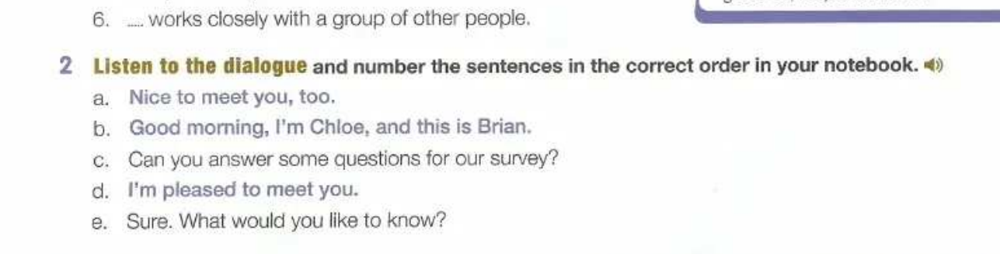 6. ..... works closely with a group of other people.
2 Listen to the dialogue and number the sentences in the correct order in your notebook.
a. Nice to meet you, too.
b. Good morning, I'm Chloe, and this is Brian.
c. Can you answer some questions for our survey?
d. I'm pleased to meet you.
e. Sure. What would you like to know?